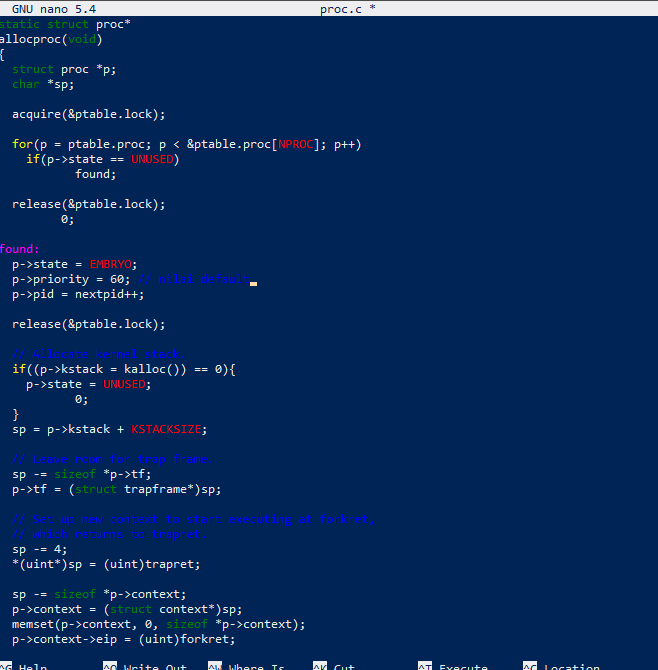 GNU nano 5.4 proc.c *
static struct proc*
allocproc(void)
{
struct proc *p;
char *sp;
acquire(&ptable.lock);
for(p = ptable.proc; p < &ptable.proc[NPROC]; p++)
if(p->state == UNUSED)
found;
release(&ptable.lock);
0;
found:
p->state = EMBRYO;
p->priority = 60; // nilai default
p->pid = nextpid++;
release(&ptable.lock);
// Allocate kernel stack.
if((p->kstack = kalloc()) == 0){
p->state = UNUSED;
0;
}
sp = p->kstack + KSTACKSIZE;
// Leave room for trap frame.
sp -= sizeof *p->tf;
p->tf = (struct trapframe*)sp;
// Set up new context to start executing at forkret,
// which returns to trapret.
sp -= 4;
*(uint*)sp = (uint)trapret;
sp -= sizeof *p->context;
p->context = (struct context*)sp;
memset(p->context, 0, sizeof *p->context);
p->context->eip = (uint)forkret;
^G Help ^O Write Out ^W Where Is ^K Cut ^T Execute ^C Location